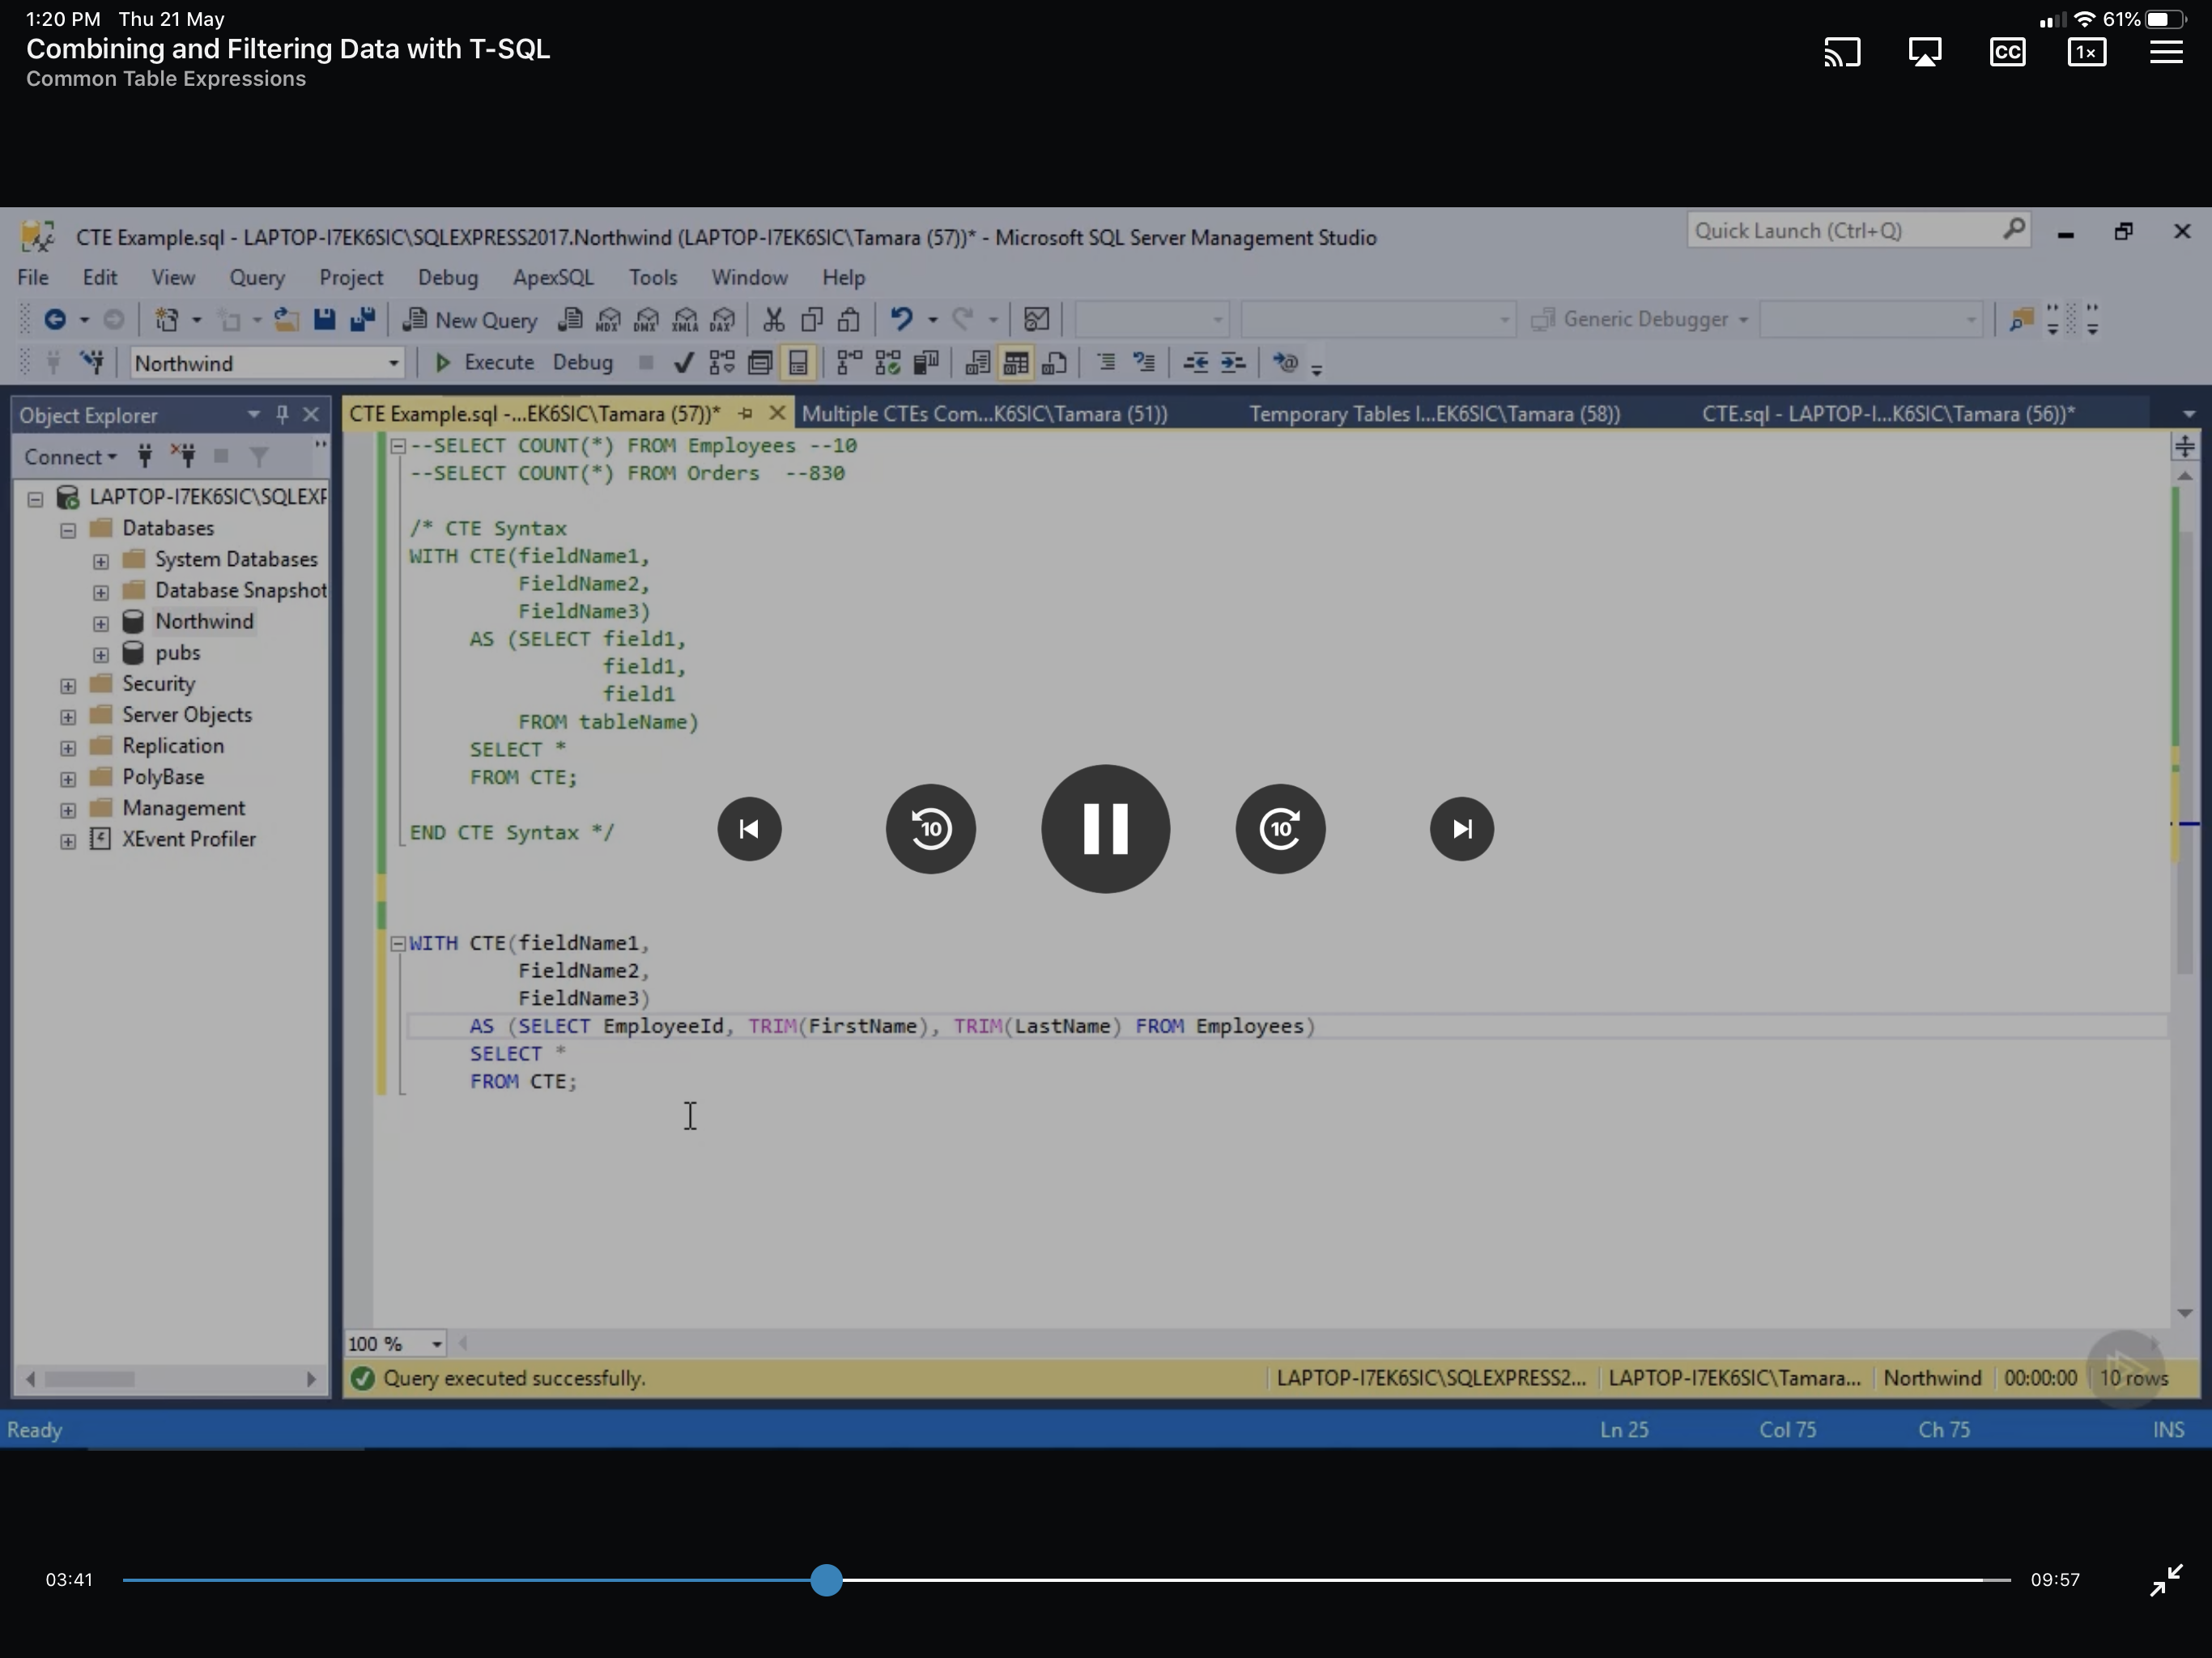 1:20 PM Thu 21 May
61%
Combining and Filtering Data with T-SQL
Common Table Expressions
CC
1×
CTE Example.sql - LAPTOP-I7EK6SIC\SQLEXPRESS2017.Northwind (LAPTOP-I7EK6SIC\Tamara (57))* - Microsoft SQL Server Management Studio
Quick Launch (Ctrl+Q)
File Edit View Query Project Debug ApexSQL Tools Window Help
New Query MDX DMX XMLA DAX Generic Debugger
Northwind Execute Debug
Object Explorer
Connect
LAPTOP-I7EK6SIC\SQLEXP
Databases
System Databases
Database Snapshot
Northwind
pubs
Security
Server Objects
Replication
PolyBase
Management
XEvent Profiler
CTE Example.sql -...EK6SIC\Tamara (57))* Multiple CTEs Com...K6SIC\Tamara (51)) Temporary Tables I...EK6SIC\Tamara (58)) CTE.sql - LAPTOP-I...K6SIC\Tamara (56))*
--SELECT COUNT(*) FROM Employees --10
--SELECT COUNT(*) FROM Orders --830
/* CTE Syntax
WITH CTE(fieldName1,
FieldName2,
FieldName3)
AS (SELECT field1,
field1,
field1
FROM tableName)
SELECT *
FROM CTE;
END CTE Syntax */
10
10
WITH CTE(fieldName1,
FieldName2,
FieldName3)
AS (SELECT EmployeeId, TRIM(FirstName), TRIM(LastName) FROM Employees)
SELECT *
FROM CTE;
100 %
Query executed successfully. LAPTOP-I7EK6SIC\SQLEXPRESS2... LAPTOP-I7EK6SIC\Tamara... Northwind 00:00:00 10 rows
Ready Ln 25 Col 75 Ch 75 INS
03:41
09:57